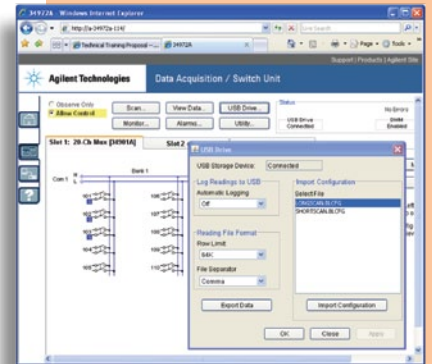 34972A - Windows Internet Explorer
Live Search
Technical Training Proposal -...
34972A
Page
Tools
Support | Products | Agilent Site
Agilent Technologies
Data Acquisition / Switch Unit
Observe Only
Allow Control
Scan...
View Data...
USB Drive...
Monitor...
Alarms...
Utility...
Status
No Errors
USB Drive
Connected
DMM
Enabled
Slot 1: 20-Ch Mux [34901A]
Slot 2
USB Drive
USB Storage Device:
Connected
Com 1
H
L
Bank 1
Log Readings to USB
Automatic Logging
Off
Import Configuration
Select File
LONGSCAN.BLCFG
SHORTSCAN.BLCFG
Reading File Format
Row Limit
64K
File Separator
Comma
Export Data
Import Configuration
OK
Close
Apply